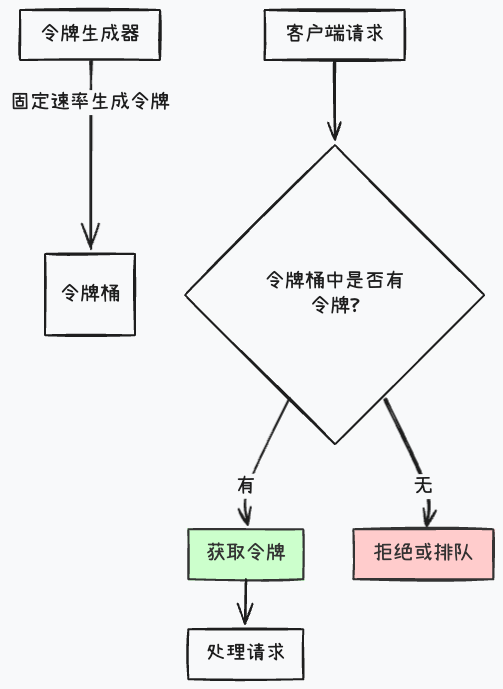 令牌生成器
客户端请求
固定速率生成令牌
令牌桶
令牌桶中是否有
令牌?
有
无
获取令牌
拒绝或排队
处理请求